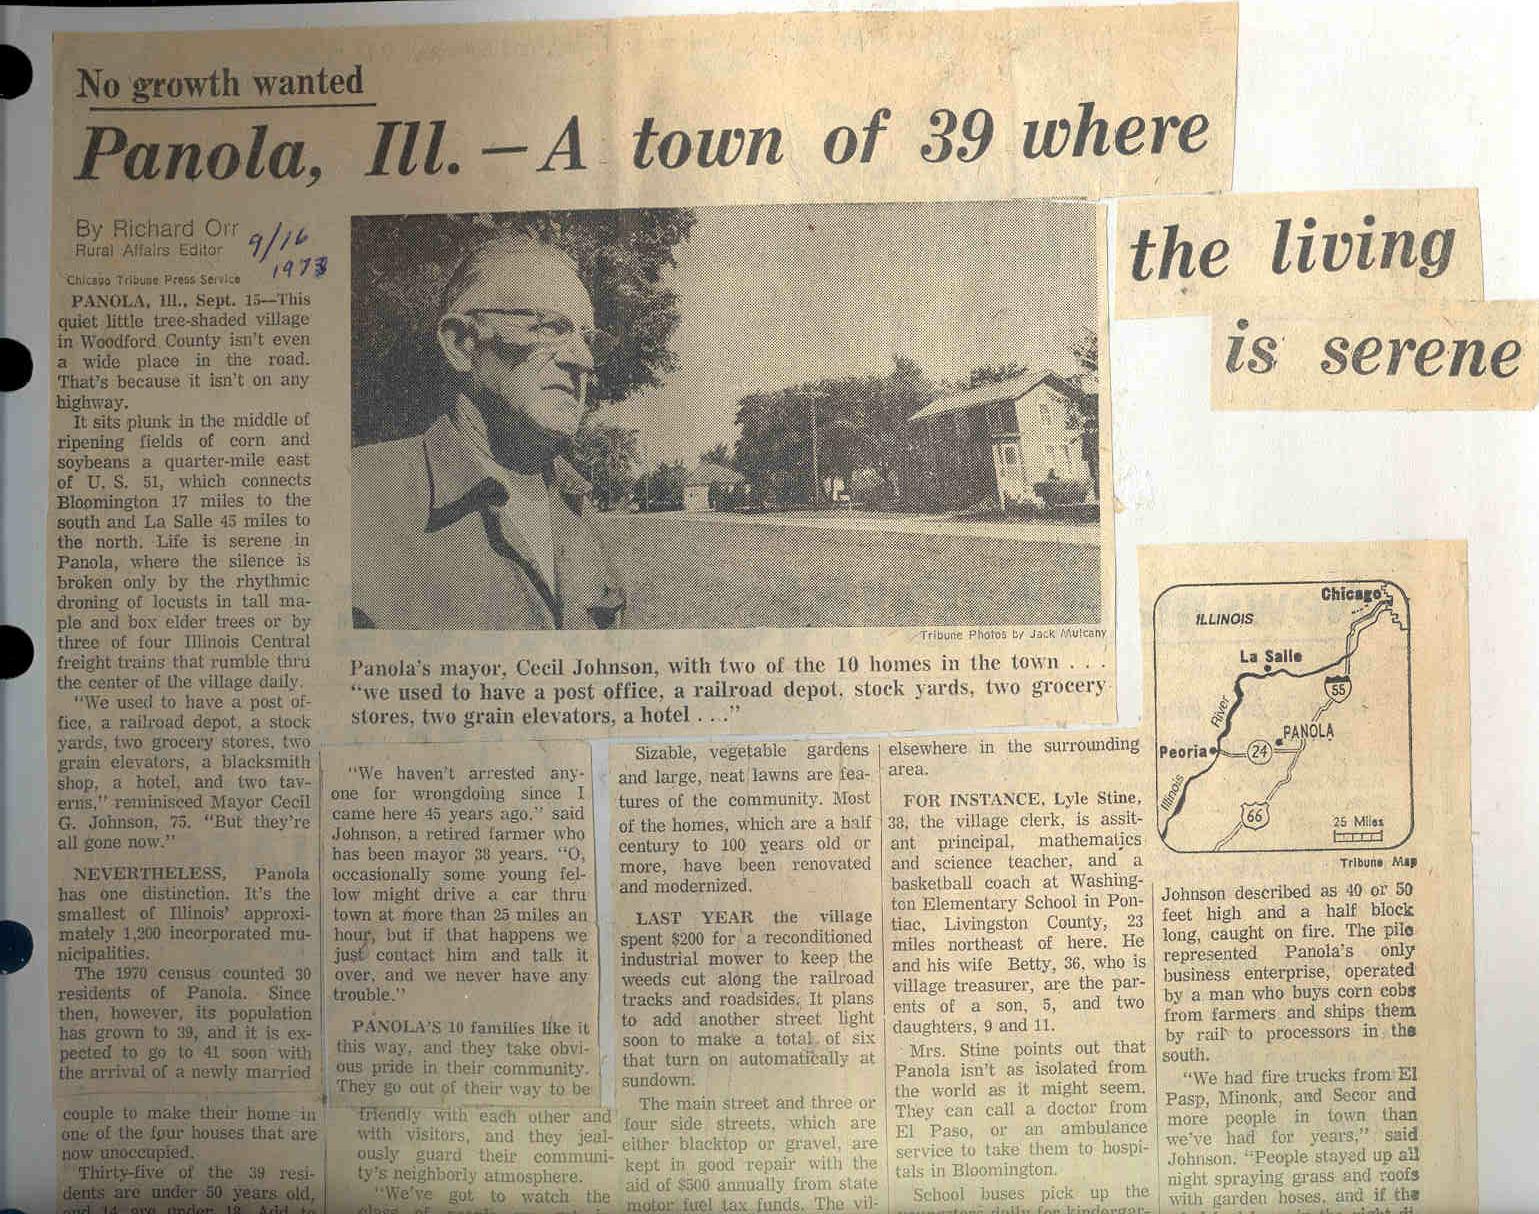 No growth wanted
Panola, Ill. — A town of 39 where
the living
is serene
By Richard Orr
Rural Affairs Editor
9/16
1973
Chicago Tribune Press Service
PANOLA, Ill., Sept. 15—This
quiet little tree-shaded village
in Woodford County isn't even
a wide place in the road.
That's because it isn't on any
highway.
It sits plunk in the middle of
ripening fields of corn and
soybeans a quarter-mile east
of U. S. 51, which connects
Bloomington 17 miles to the
south and La Salle 45 miles to
the north. Life is serene in
Panola, where the silence is
broken only by the rhythmic
droning of locusts in tall ma-
ple and box elder trees or by
three of four Illinois Central
freight trains that rumble thru
the center of the village daily.
"We used to have a post of-
fice, a railroad depot, a stock
yards, two grocery stores, two
grain elevators, a blacksmith
shop, a hotel, and two tav-
erns," reminisced Mayor Cecil
G. Johnson, 75. "But they're
all gone now."
NEVERTHELESS, Panola
has one distinction. It's the
smallest of Illinois' approxi-
mately 1,200 incorporated mu-
nicipalities.
The 1970 census counted 30
residents of Panola. Since
then, however, its population
has grown to 39, and it is ex-
pected to go to 41 soon with
the arrival of a newly married
couple to make their home in
one of the four houses that are
now unoccupied.
Thirty-five of the 39 resi-
dents are under 50 years old,
and 14 are under 18. Add to
Tribune Photos by Jack Mulcany
Panola's mayor, Cecil Johnson, with two of the 10 homes in the town . . .
"we used to have a post office, a railroad depot, stock yards, two grocery
stores, two grain elevators, a hotel . . ."
"We haven't arrested any-
one for wrongdoing since I
came here 45 years ago," said
Johnson, a retired farmer who
has been mayor 38 years. "O,
occasionally some young fel-
low might drive a car thru
town at more than 25 miles an
hour, but if that happens we
just contact him and talk it
over, and we never have any
trouble."
PANOLA'S 10 families like it
this way, and they take obvi-
ous pride in their community.
They go out of their way to be
friendly with each other and
with visitors, and they jeal-
ously guard their communi-
ty's neighborly atmosphere.
"We've got to watch the
Sizable, vegetable gardens
and large, neat lawns are fea-
tures of the community. Most
of the homes, which are a half
century to 100 years old or
more, have been renovated
and modernized.
LAST YEAR the village
spent $200 for a reconditioned
industrial mower to keep the
weeds cut along the railroad
tracks and roadsides. It plans
to add another street light
soon to make a total of six
that turn on automatically at
sundown.
The main street and three or
four side streets, which are
either blacktop or gravel, are
kept in good repair with the
aid of $500 annually from state
motor fuel tax funds. The vil-
elsewhere in the surrounding
area.
FOR INSTANCE, Lyle Stine,
38, the village clerk, is assit-
ant principal, mathematics
and science teacher, and a
basketball coach at Washing-
ton Elementary School in Pon-
tiac, Livingston County, 23
miles northeast of here. He
and his wife Betty, 36, who is
village treasurer, are the par-
ents of a son, 5, and two
daughters, 9 and 11.
Mrs. Stine points out that
Panola isn't as isolated from
the world as it might seem.
They can call a doctor from
El Paso, or an ambulance
service to take them to hospi-
tals in Bloomington.
School buses pick up the
Chicago
ILLINOIS
La Salle
55
River
PANOLA
Peoria
24
Illinois
66
25 Miles
Tribune Map
Johnson described as 40 or 50
feet high and a half block
long, caught on fire. The pile
represented Panola's only
business enterprise, operated
by a man who buys corn cobs
from farmers and ships them
by rail to processors in the
south.
"We had fire trucks from El
Pasp, Minonk, and Secor and
more people in town than
we've had for years," said
Johnson. "People stayed up all
night spraying grass and roofs
with garden hoses, and if the